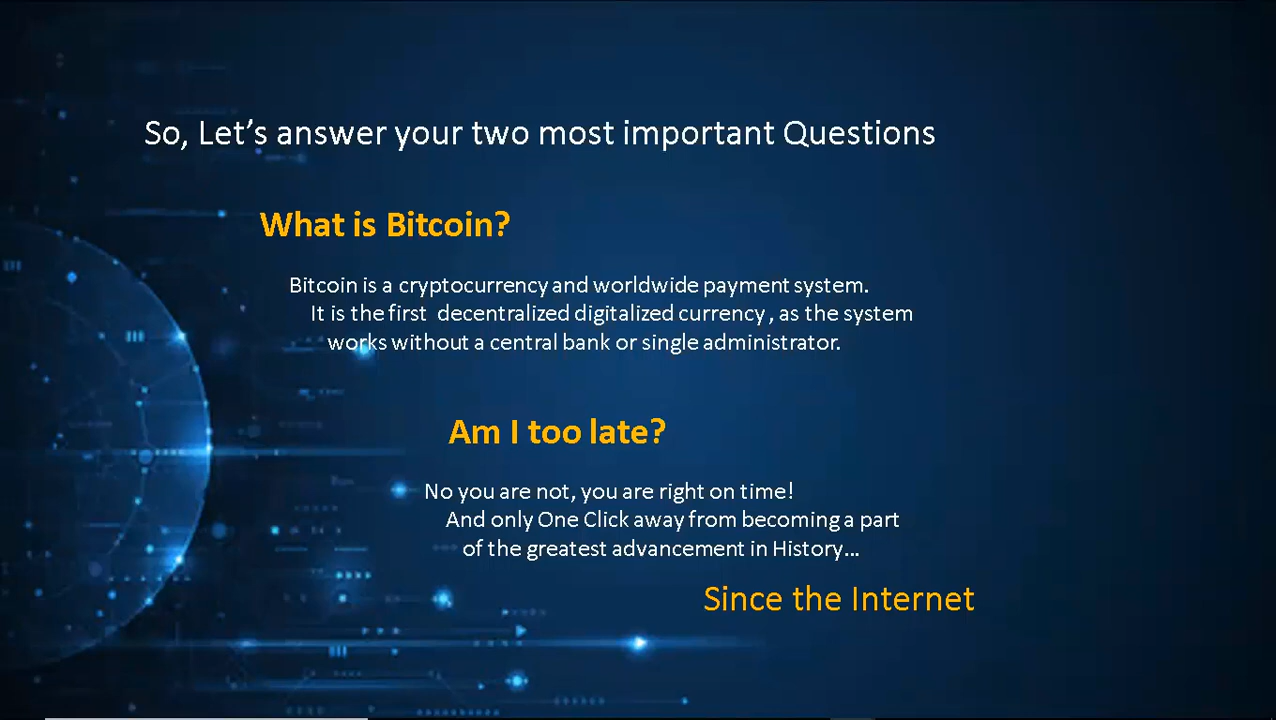 So, Let's answer your two most important Questions
What is Bitcoin?
Bitcoin is a cryptocurrency and worldwide payment system.
It is the first decentralized digitalized currency, as the system
works without a central bank or single administrator.
Am I too late?
No you are not, you are right on time!
And only One Click away from becoming a part
of the greatest advancement in History...
Since the Internet